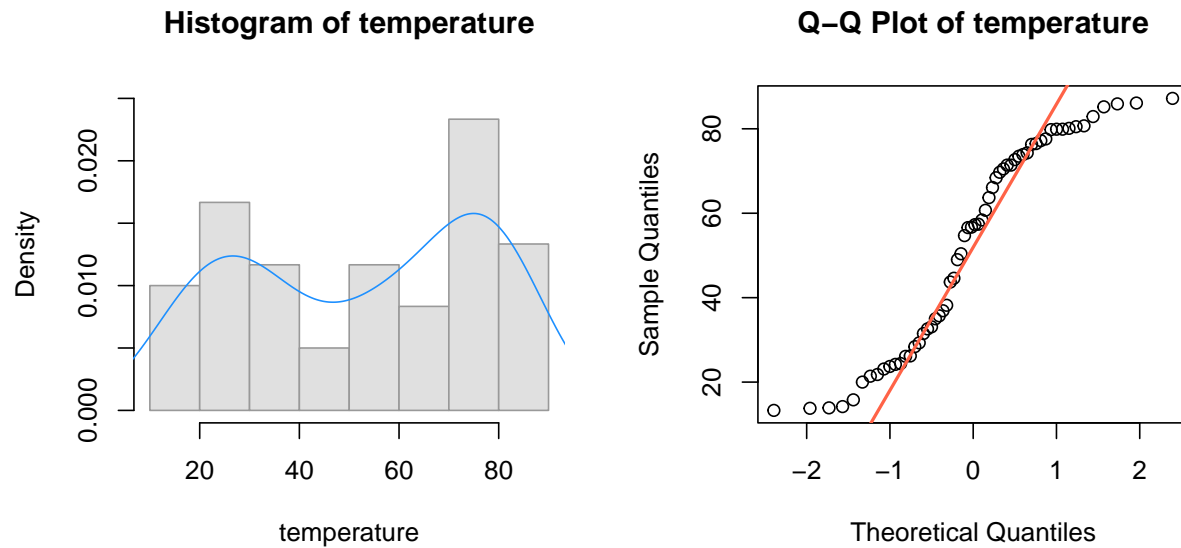 Histogram of temperature
Density
0.000
0.010
0.020
20
40
60
80
temperature
Q−Q Plot of temperature
Sample Quantiles
20
40
60
80
−2
−1
0
1
2
Theoretical Quantiles